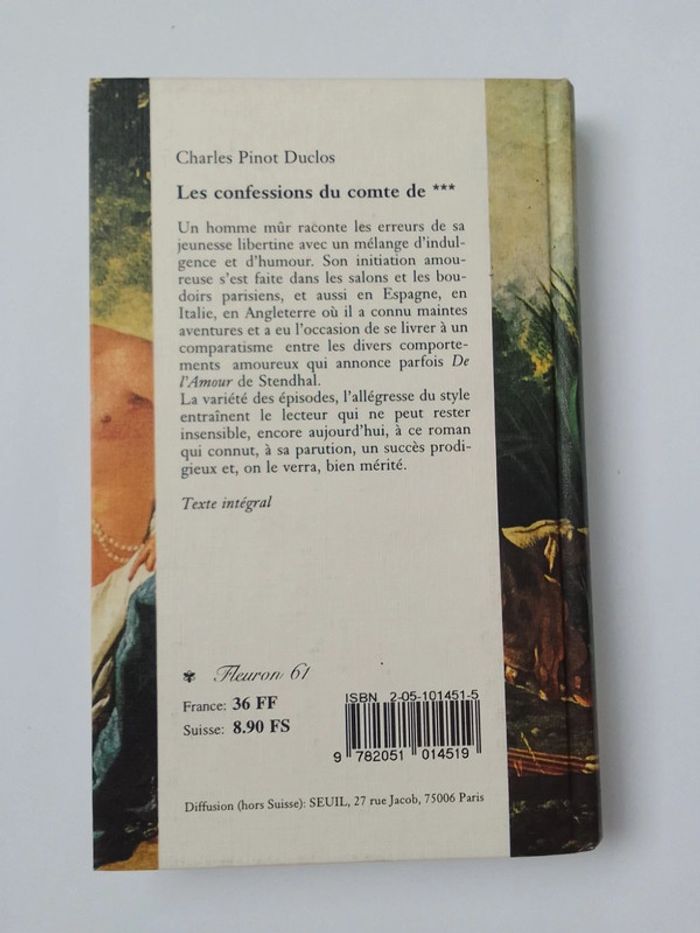 Charles Pinot Duclos
Les confessions du comte de ***
Un homme mûr raconte les erreurs de sa
jeunesse libertine avec un mélange d'indul-
gence et d'humour. Son initiation amou-
reuse s'est faite dans les salons et les bou-
doirs parisiens, et aussi en Espagne, en
Italie, en Angleterre où il a connu maintes
aventures et a eu l'occasion de se livrer à un
comparatisme entre les divers comporte-
ments amoureux qui annonce parfois De
l'Amour de Stendhal.
La variété des épisodes, l'allégresse du style
entraînent le lecteur qui ne peut rester
insensible, encore aujourd'hui, à ce roman
qui connut, à sa parution, un succès prodi-
gieux et, on le verra, bien mérité.
Texte intégral
Fleuron 61
France: 36 FF
Suisse: 8.90 FS
ISBN 2-05-101451-5
9 782051 014519
Diffusion (hors Suisse): SEUIL, 27 rue Jacob, 75006 Paris